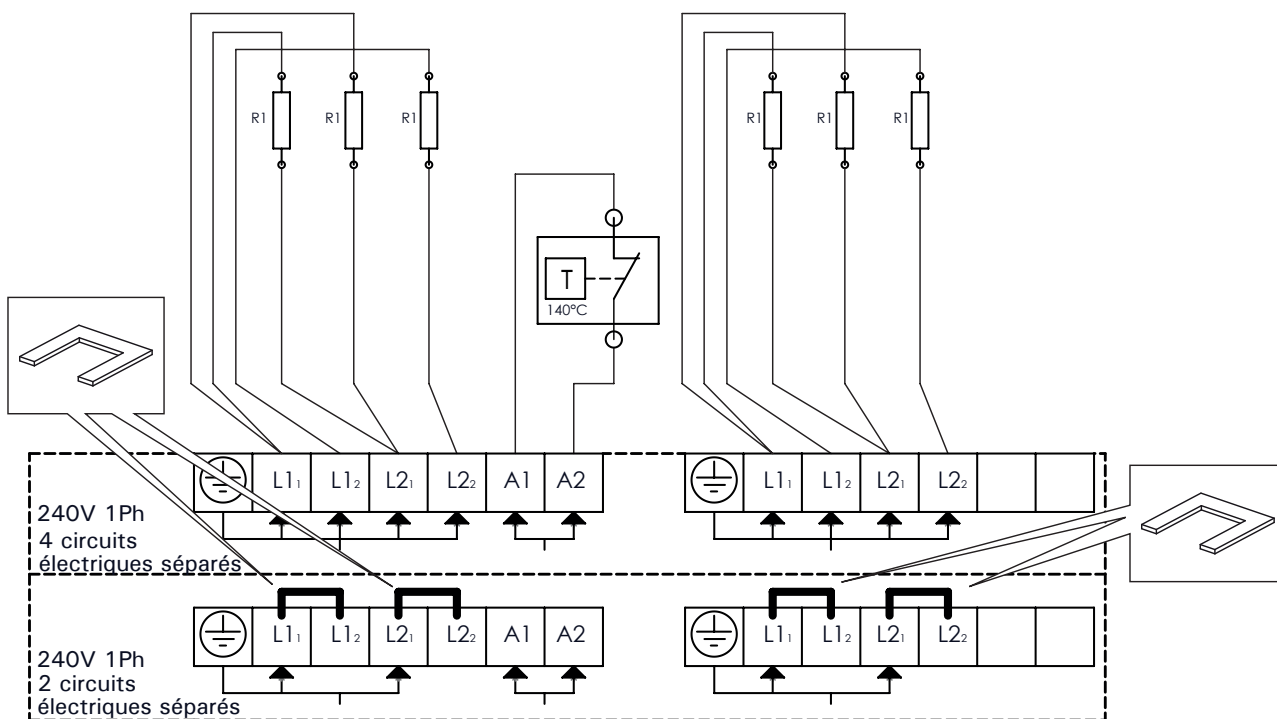 R1 R1 R1 R1 R1 R1
T
140°C
L1₁ L1₂ L2₁ L2₂ A1 A2 L1₁ L1₂ L2₁ L2₂
240V 1Ph
4 circuits
électriques séparés
L1₁ L1₂ L2₁ L2₂ A1 A2 L1₁ L1₂ L2₁ L2₂
240V 1Ph
2 circuits
électriques séparés